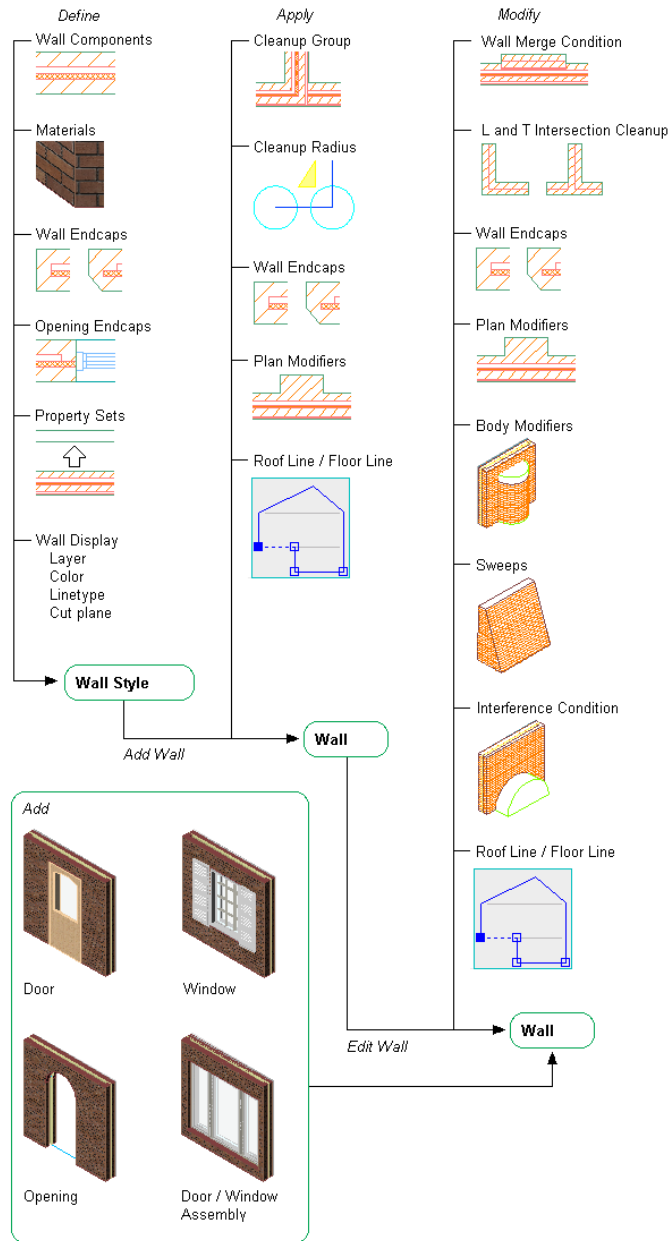 Define
Wall Components
Materials
Wall Endcaps
Opening Endcaps
Property Sets
Wall Display
Layer
Color
Linetype
Cut plane
Wall Style
Apply
Cleanup Group
Cleanup Radius
Wall Endcaps
Plan Modifiers
Roof Line / Floor Line
Add Wall
Wall
Modify
Wall Merge Condition
L and T Intersection Cleanup
Wall Endcaps
Plan Modifiers
Body Modifiers
Sweeps
Interference Condition
Roof Line / Floor Line
Edit Wall
Wall
Add
Door
Window
Opening
Door / Window
Assembly